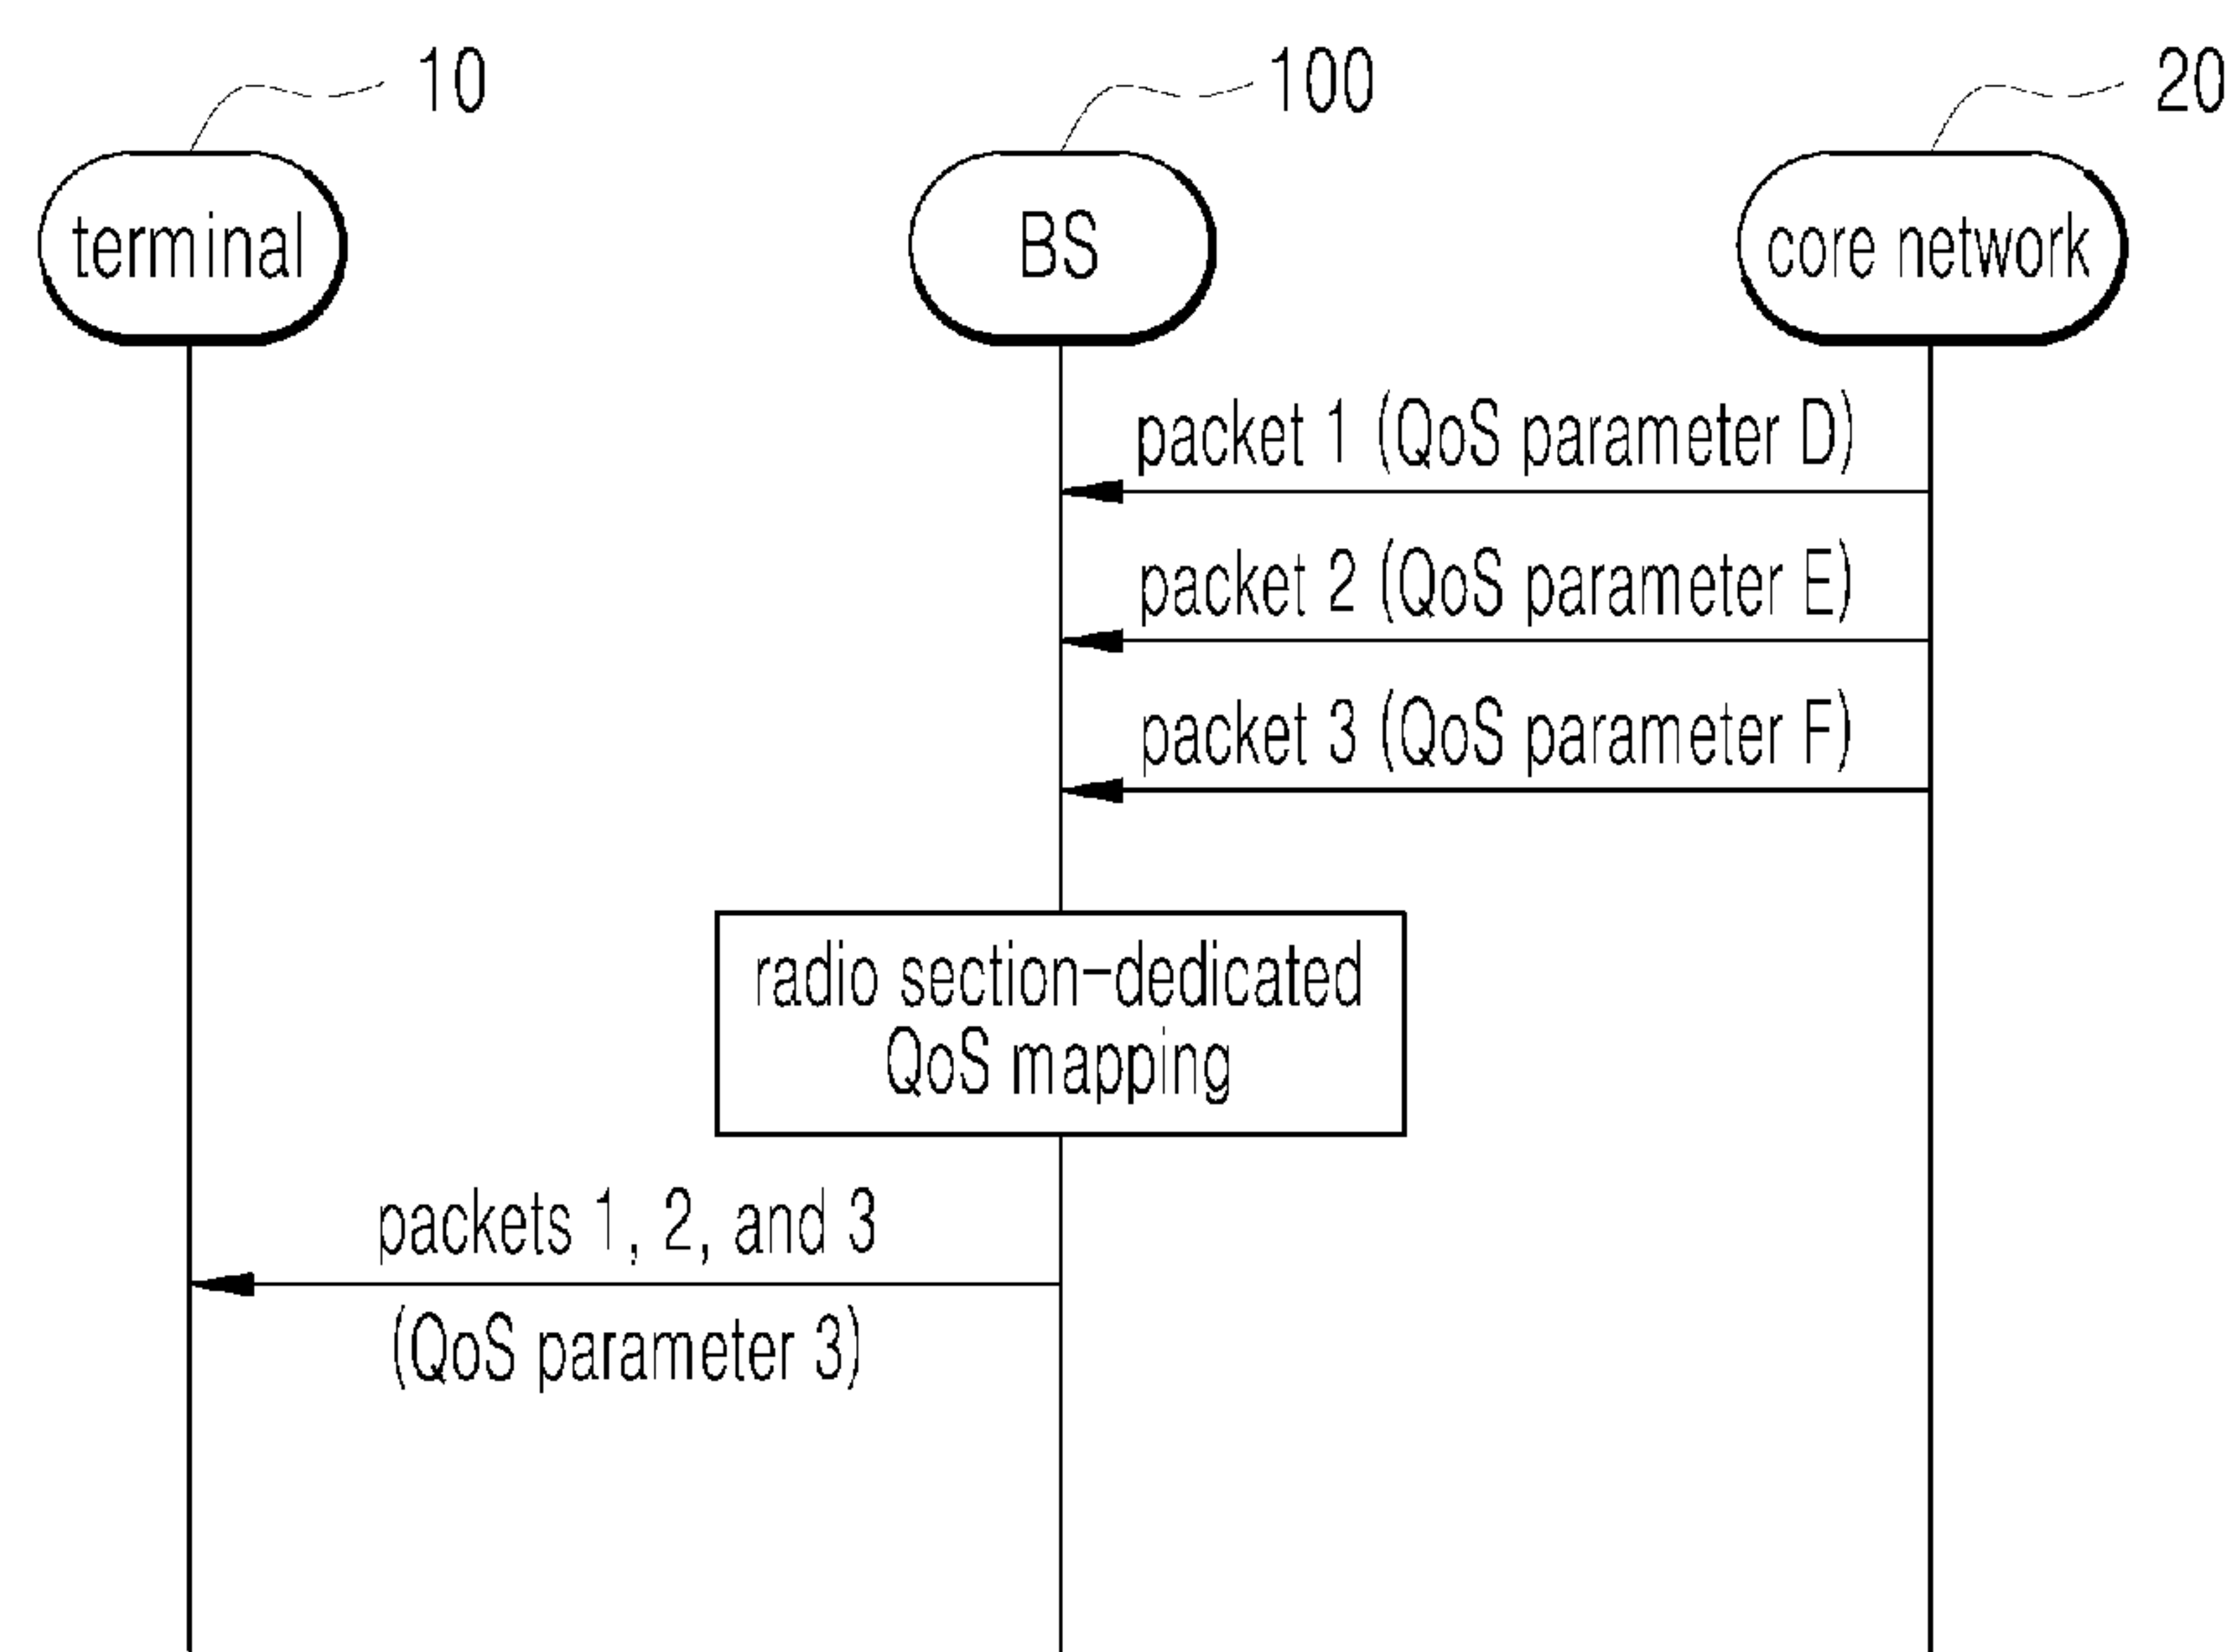 10
100
20
terminal
BS
core network
packet 1 (QoS parameter D)
packet 2 (QoS parameter E)
packet 3 (QoS parameter F)
radio section-dedicated
QoS mapping
packets 1, 2, and 3
(QoS parameter 3)